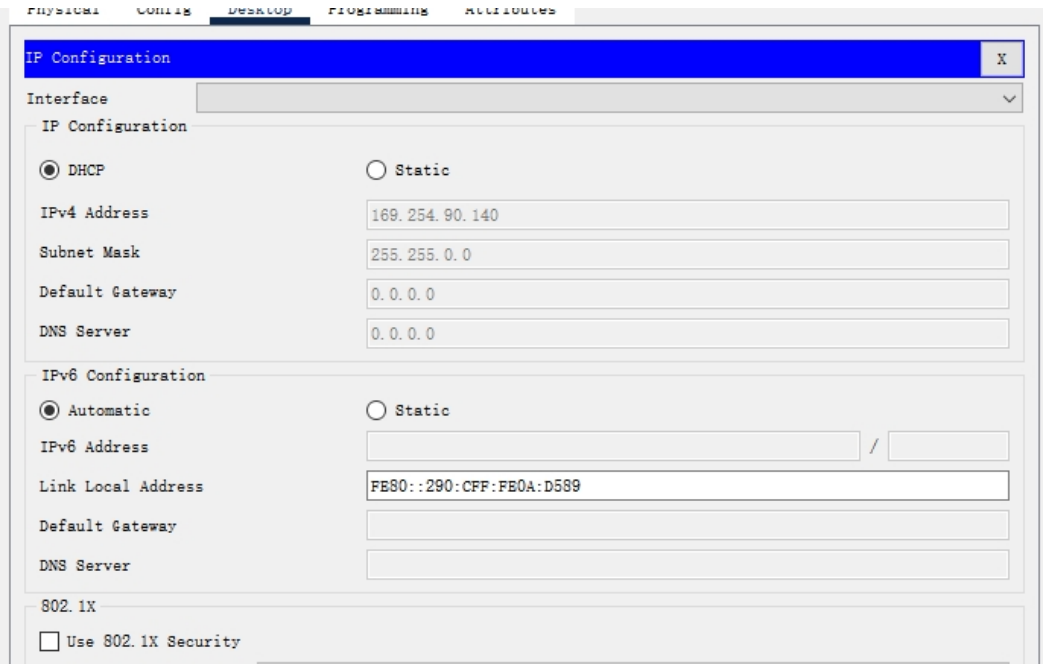 Physical Config Desktop Programming Attributes
IP Configuration X
Interface
IP Configuration
DHCP Static
IPv4 Address 169.254.90.140
Subnet Mask 255.255.0.0
Default Gateway 0.0.0.0
DNS Server 0.0.0.0
IPv6 Configuration
Automatic Static
IPv6 Address /
Link Local Address FE80::290:CFF:FE0A:D589
Default Gateway
DNS Server
802.1X
Use 802.1X Security